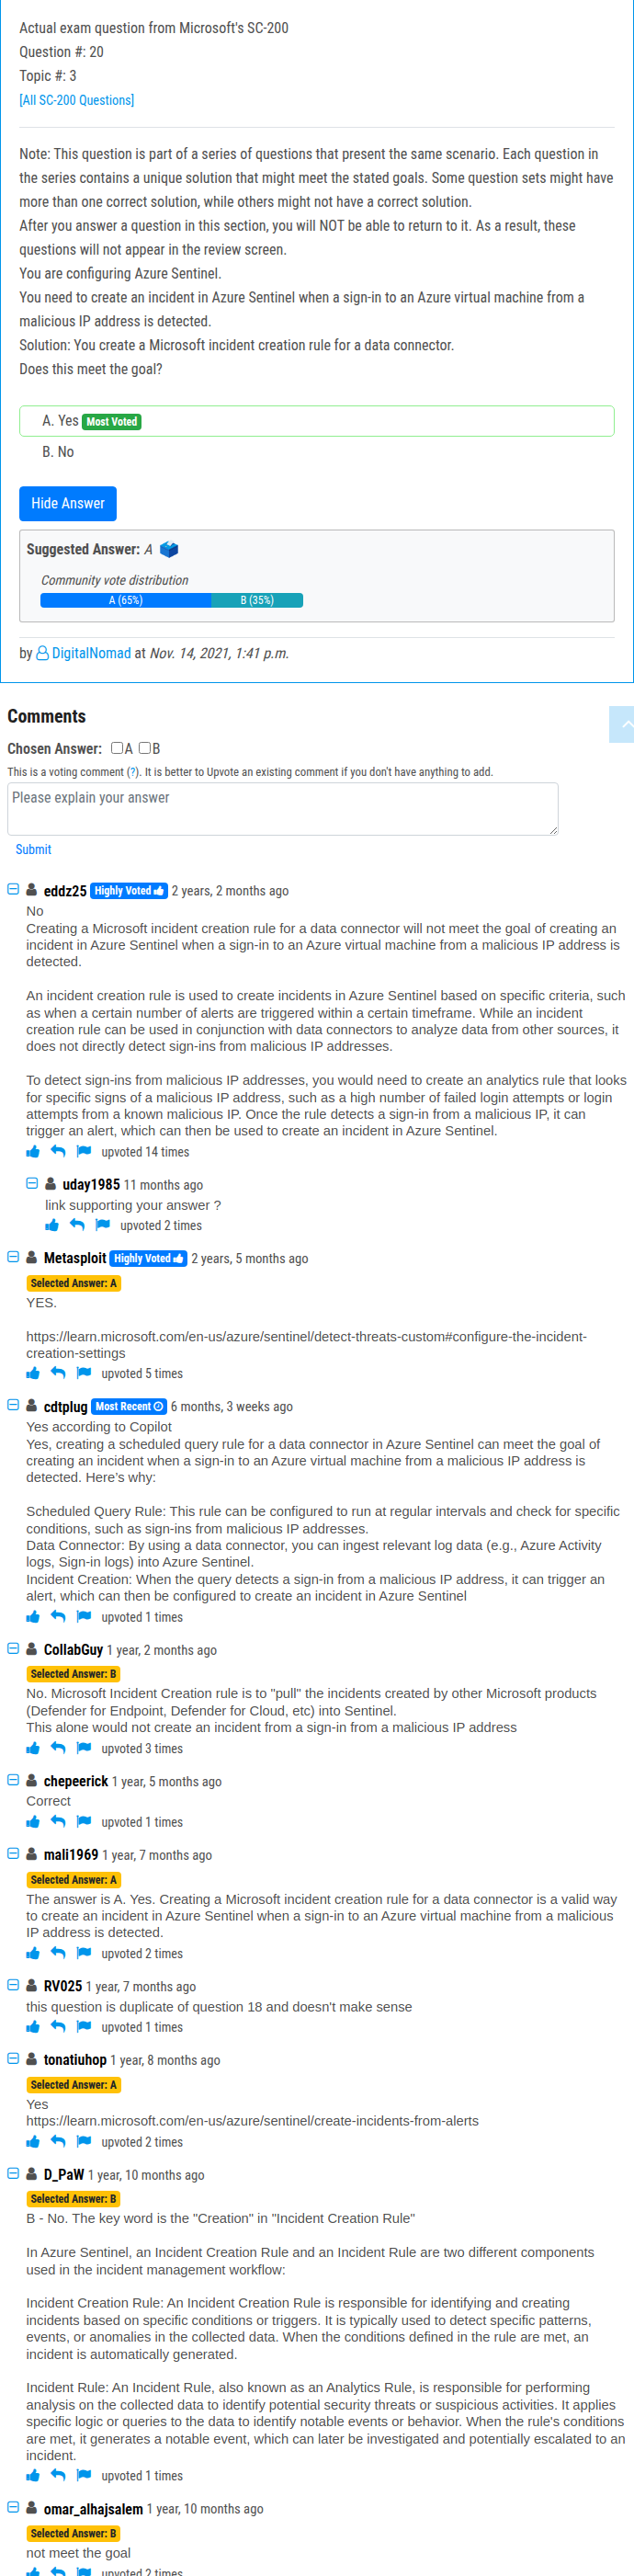 Actual exam question from Microsoft's SC-200
Question #: 20
Topic #: 3
[All SC-200 Questions]
Note: This question is part of a series of questions that present the same scenario. Each question in
the series contains a unique solution that might meet the stated goals. Some question sets might have
more than one correct solution, while others might not have a correct solution.
After you answer a question in this section, you will NOT be able to return to it. As a result, these
questions will not appear in the review screen.
You are configuring Azure Sentinel.
You need to create an incident in Azure Sentinel when a sign-in to an Azure virtual machine from a
malicious IP address is detected.
Solution: You create a Microsoft incident creation rule for a data connector.
Does this meet the goal?
A. Yes Most Voted
B. No
Hide Answer
Suggested Answer: A
Community vote distribution
A (65%) B (35%)
by DigitalNomad at Nov. 14, 2021, 1:41 p.m.
Comments
Chosen Answer: A B
This is a voting comment (?). It is better to Upvote an existing comment if you don't have anything to add.
Please explain your answer
Submit
eddz25 Highly Voted 2 years, 2 months ago
No
Creating a Microsoft incident creation rule for a data connector will not meet the goal of creating an
incident in Azure Sentinel when a sign-in to an Azure virtual machine from a malicious IP address is
detected.
An incident creation rule is used to create incidents in Azure Sentinel based on specific criteria, such
as when a certain number of alerts are triggered within a certain timeframe. While an incident
creation rule can be used in conjunction with data connectors to analyze data from other sources, it
does not directly detect sign-ins from malicious IP addresses.
To detect sign-ins from malicious IP addresses, you would need to create an analytics rule that looks
for specific signs of a malicious IP address, such as a high number of failed login attempts or login
attempts from a known malicious IP. Once the rule detects a sign-in from a malicious IP, it can
trigger an alert, which can then be used to create an incident in Azure Sentinel.
upvoted 14 times
uday1985 11 months ago
link supporting your answer ?
upvoted 2 times
Metasploit Highly Voted 2 years, 5 months ago
Selected Answer: A
YES.
https://learn.microsoft.com/en-us/azure/sentinel/detect-threats-custom#configure-the-incident-
creation-settings
upvoted 5 times
cdtplug Most Recent 6 months, 3 weeks ago
Yes according to Copilot
Yes, creating a scheduled query rule for a data connector in Azure Sentinel can meet the goal of
creating an incident when a sign-in to an Azure virtual machine from a malicious IP address is
detected. Here's why:
Scheduled Query Rule: This rule can be configured to run at regular intervals and check for specific
conditions, such as sign-ins from malicious IP addresses.
Data Connector: By using a data connector, you can ingest relevant log data (e.g., Azure Activity
logs, Sign-in logs) into Azure Sentinel.
Incident Creation: When the query detects a sign-in from a malicious IP address, it can trigger an
alert, which can then be configured to create an incident in Azure Sentinel
upvoted 1 times
CollabGuy 1 year, 2 months ago
Selected Answer: B
No. Microsoft Incident Creation rule is to "pull" the incidents created by other Microsoft products
(Defender for Endpoint, Defender for Cloud, etc) into Sentinel.
This alone would not create an incident from a sign-in from a malicious IP address
upvoted 3 times
chepeerick 1 year, 5 months ago
Correct
upvoted 1 times
mali1969 1 year, 7 months ago
Selected Answer: A
The answer is A. Yes. Creating a Microsoft incident creation rule for a data connector is a valid way
to create an incident in Azure Sentinel when a sign-in to an Azure virtual machine from a malicious
IP address is detected.
upvoted 2 times
RV025 1 year, 7 months ago
this question is duplicate of question 18 and doesn't make sense
upvoted 1 times
tonatiuhop 1 year, 8 months ago
Selected Answer: A
Yes
https://learn.microsoft.com/en-us/azure/sentinel/create-incidents-from-alerts
upvoted 2 times
D_PaW 1 year, 10 months ago
Selected Answer: B
B - No. The key word is the "Creation" in "Incident Creation Rule"
In Azure Sentinel, an Incident Creation Rule and an Incident Rule are two different components
used in the incident management workflow:
Incident Creation Rule: An Incident Creation Rule is responsible for identifying and creating
incidents based on specific conditions or triggers. It is typically used to detect specific patterns,
events, or anomalies in the collected data. When the conditions defined in the rule are met, an
incident is automatically generated.
Incident Rule: An Incident Rule, also known as an Analytics Rule, is responsible for performing
analysis on the collected data to identify potential security threats or suspicious activities. It applies
specific logic or queries to the data to identify notable events or behavior. When the rule's conditions
are met, it generates a notable event, which can later be investigated and potentially escalated to an
incident.
upvoted 1 times
omar_alhajsalem 1 year, 10 months ago
Selected Answer: B
not meet the goal
upvoted 2 times